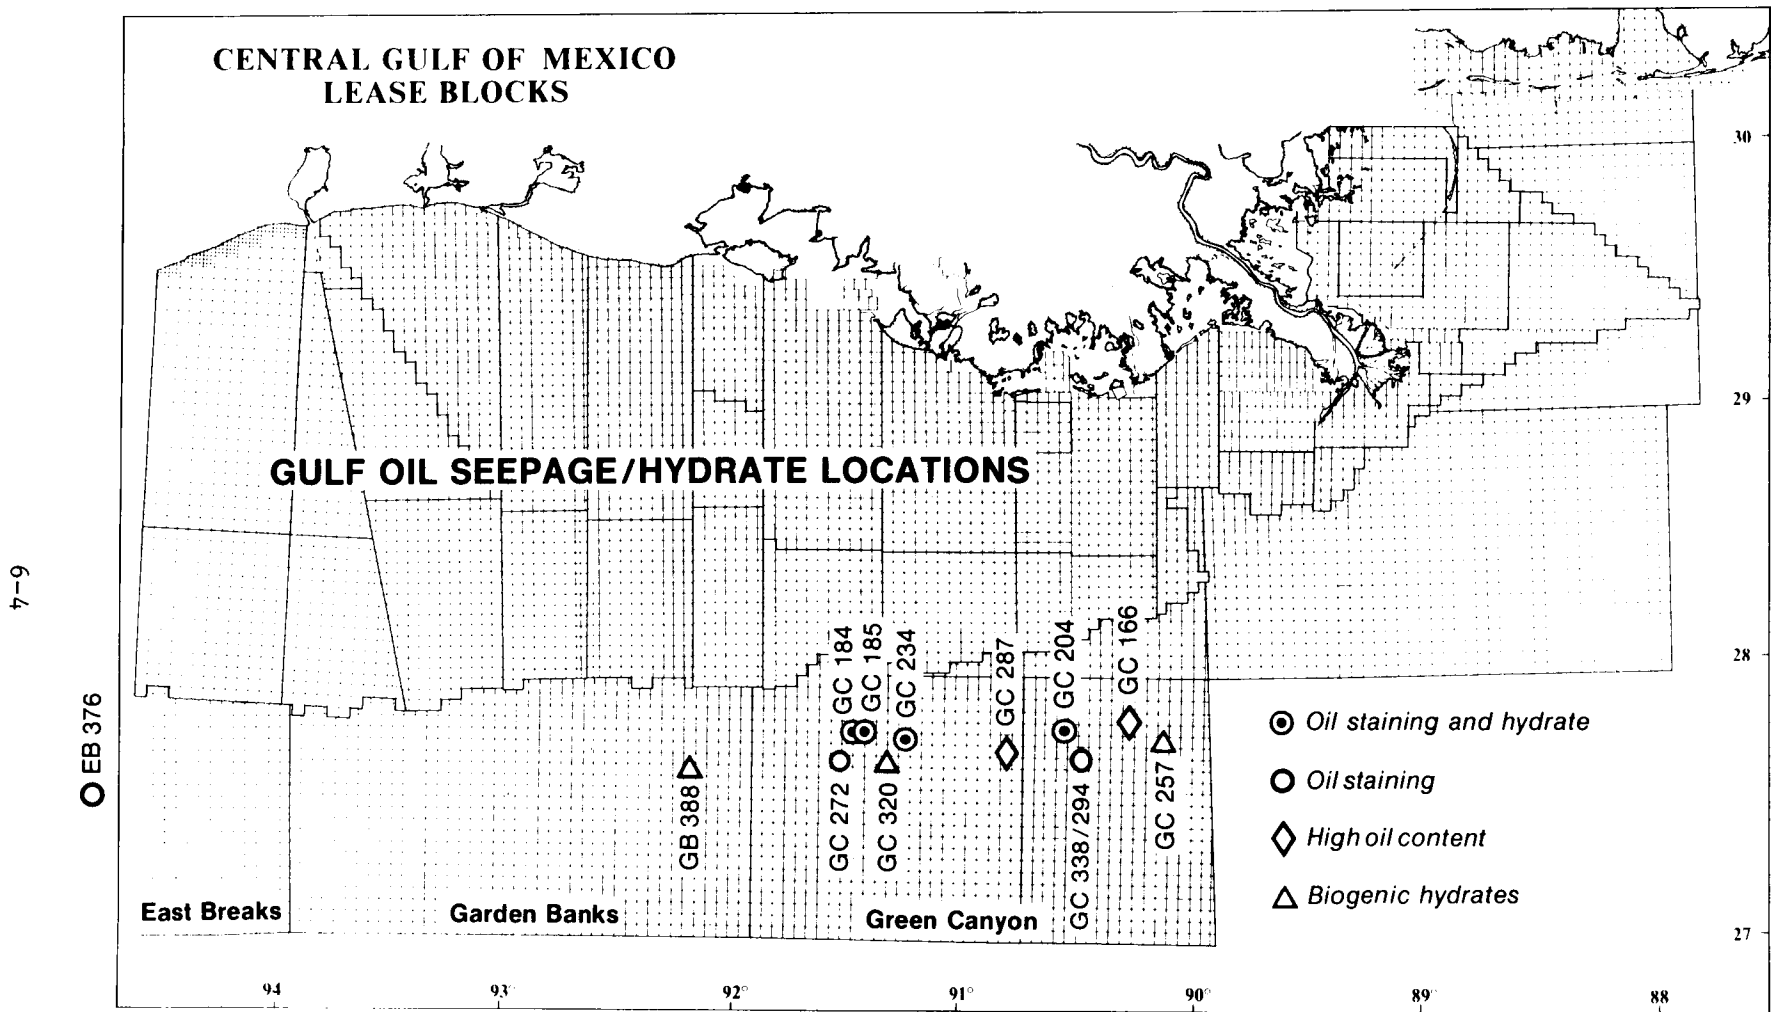 CENTRAL GULF OF MEXICO
LEASE BLOCKS
30
29
GULF OIL SEEPAGE/HYDRATE LOCATIONS
6-4
28
EB 376
GB 388
GC 184
GC 185
GC 234
GC 272
GC 320
GC 287
GC 204
GC 338/294
GC 166
GC 257
Oil staining and hydrate
Oil staining
High oil content
Biogenic hydrates
East Breaks
Garden Banks
Green Canyon
27
94
93°
92°
91°
90°
89°
88